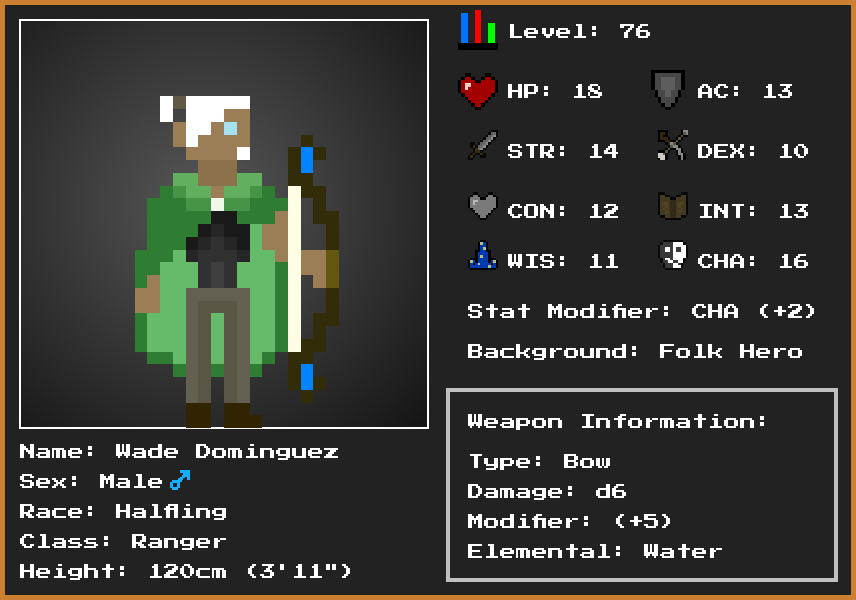 Level: 76
HP: 18 AC: 13
STR: 14 DEX: 10
CON: 12 INT: 13
WIS: 11 CHA: 16
Stat Modifier: CHA (+2)
Background: Folk Hero
Weapon Information:
Type: Bow
Damage: d6
Modifier: (+5)
Elemental: Water
Name: Wade Dominguez
Sex: Male ♂
Race: Halfling
Class: Ranger
Height: 120cm (3'11")